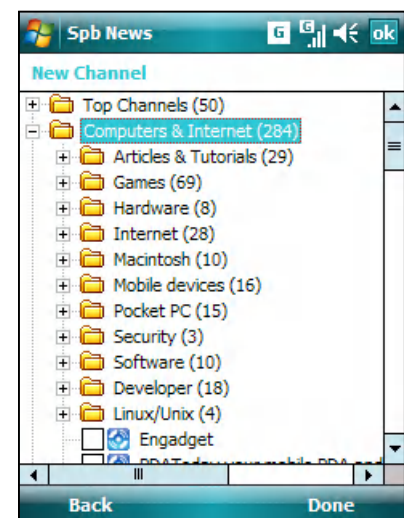 Spb News G G ok
New Channel
Top Channels (50)
Computers & Internet (284)
Articles & Tutorials (29)
Games (69)
Hardware (8)
Internet (28)
Macintosh (10)
Mobile devices (16)
Pocket PC (15)
Security (3)
Software (10)
Developer (18)
Linux/Unix (4)
Engadget
Back Done